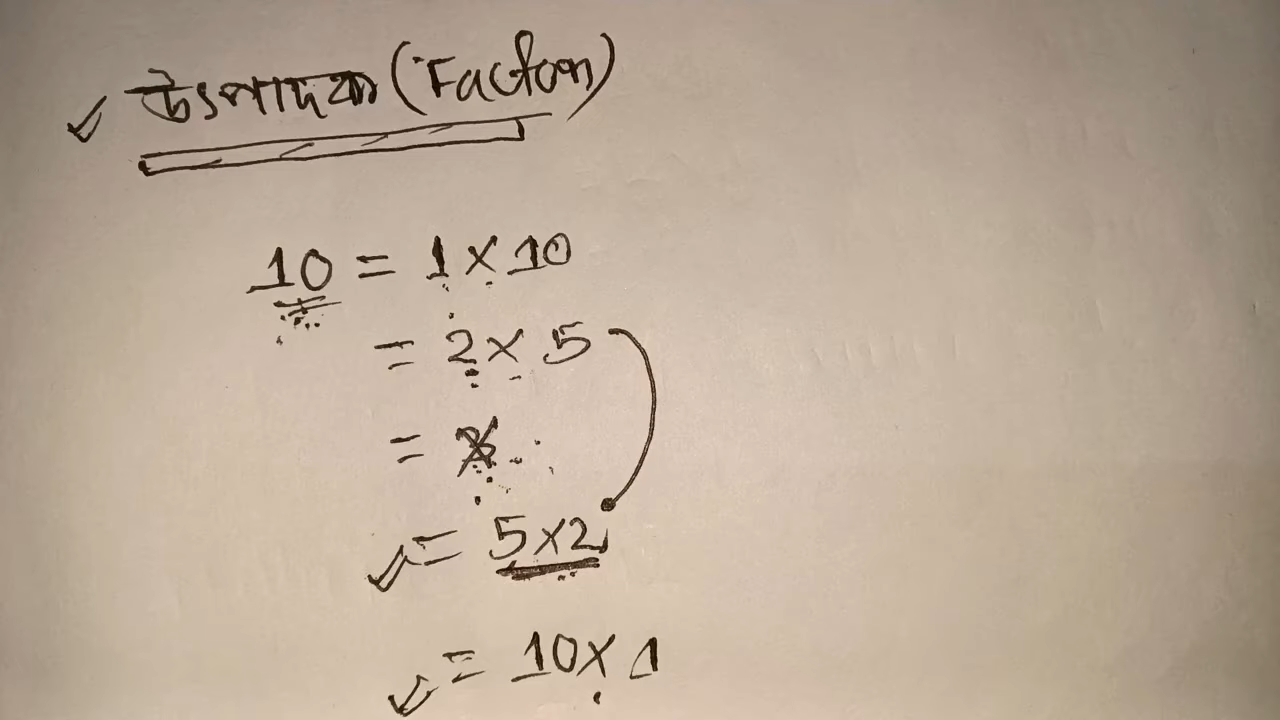 উৎপাদক (Factor)
10 = 1 × 10
= 2 × 5
=
= 5×2
= 10× 1